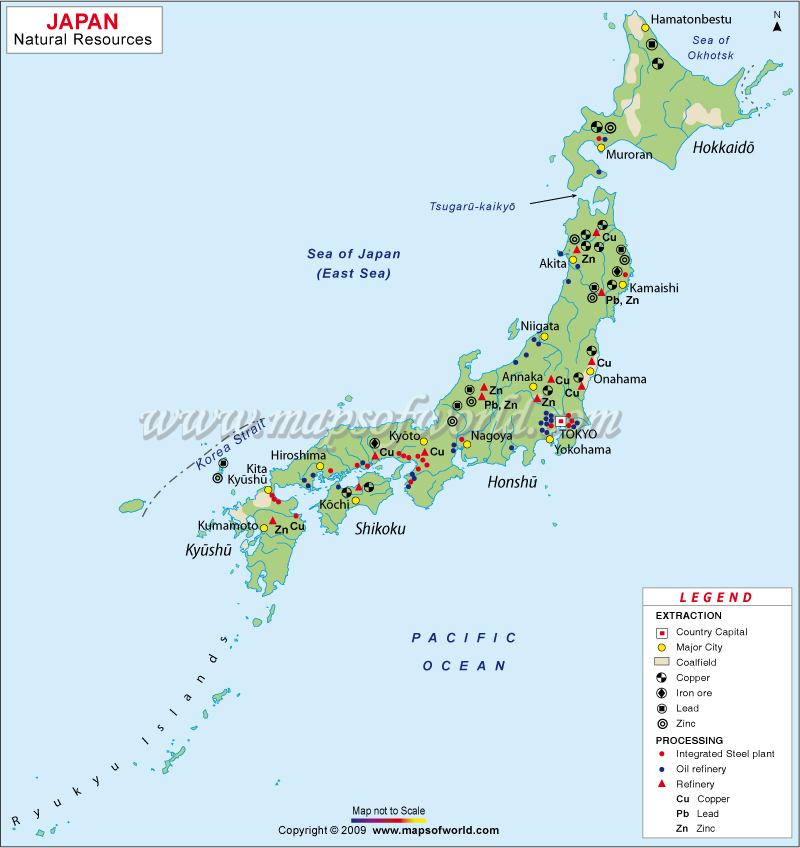 JAPAN
Natural Resources
N
Hamatonbestu
Sea of
Okhotsk
Hokkaidō
Muroran
Tsugarū-kaikyō
Sea of Japan
(East Sea)
Cu
Zn
Akita
Kamaishi
Pb, Zn
Niigata
Cu
Onahama
Annaka
Cu
Cu
Zn
Zn
Pb, Zn
www.mapsofworld.com
TOKYO
Yokohama
Kyōto
Nagoya
Cu
Cu
Korea Strait
Hiroshima
Kita
Kyūshū
Honshū
Kōchi
Shikoku
Kumamoto
Zn Cu
Kyūshū
PACIFIC
OCEAN
Ryukyu Islands
LEGEND
EXTRACTION
Country Capital
Major City
Coalfield
Copper
Iron ore
Lead
Zinc
PROCESSING
Integrated Steel plant
Oil refinery
Refinery
Cu Copper
Pb Lead
Zn Zinc
Map not to Scale
Copyright © 2009 www.mapsofworld.com